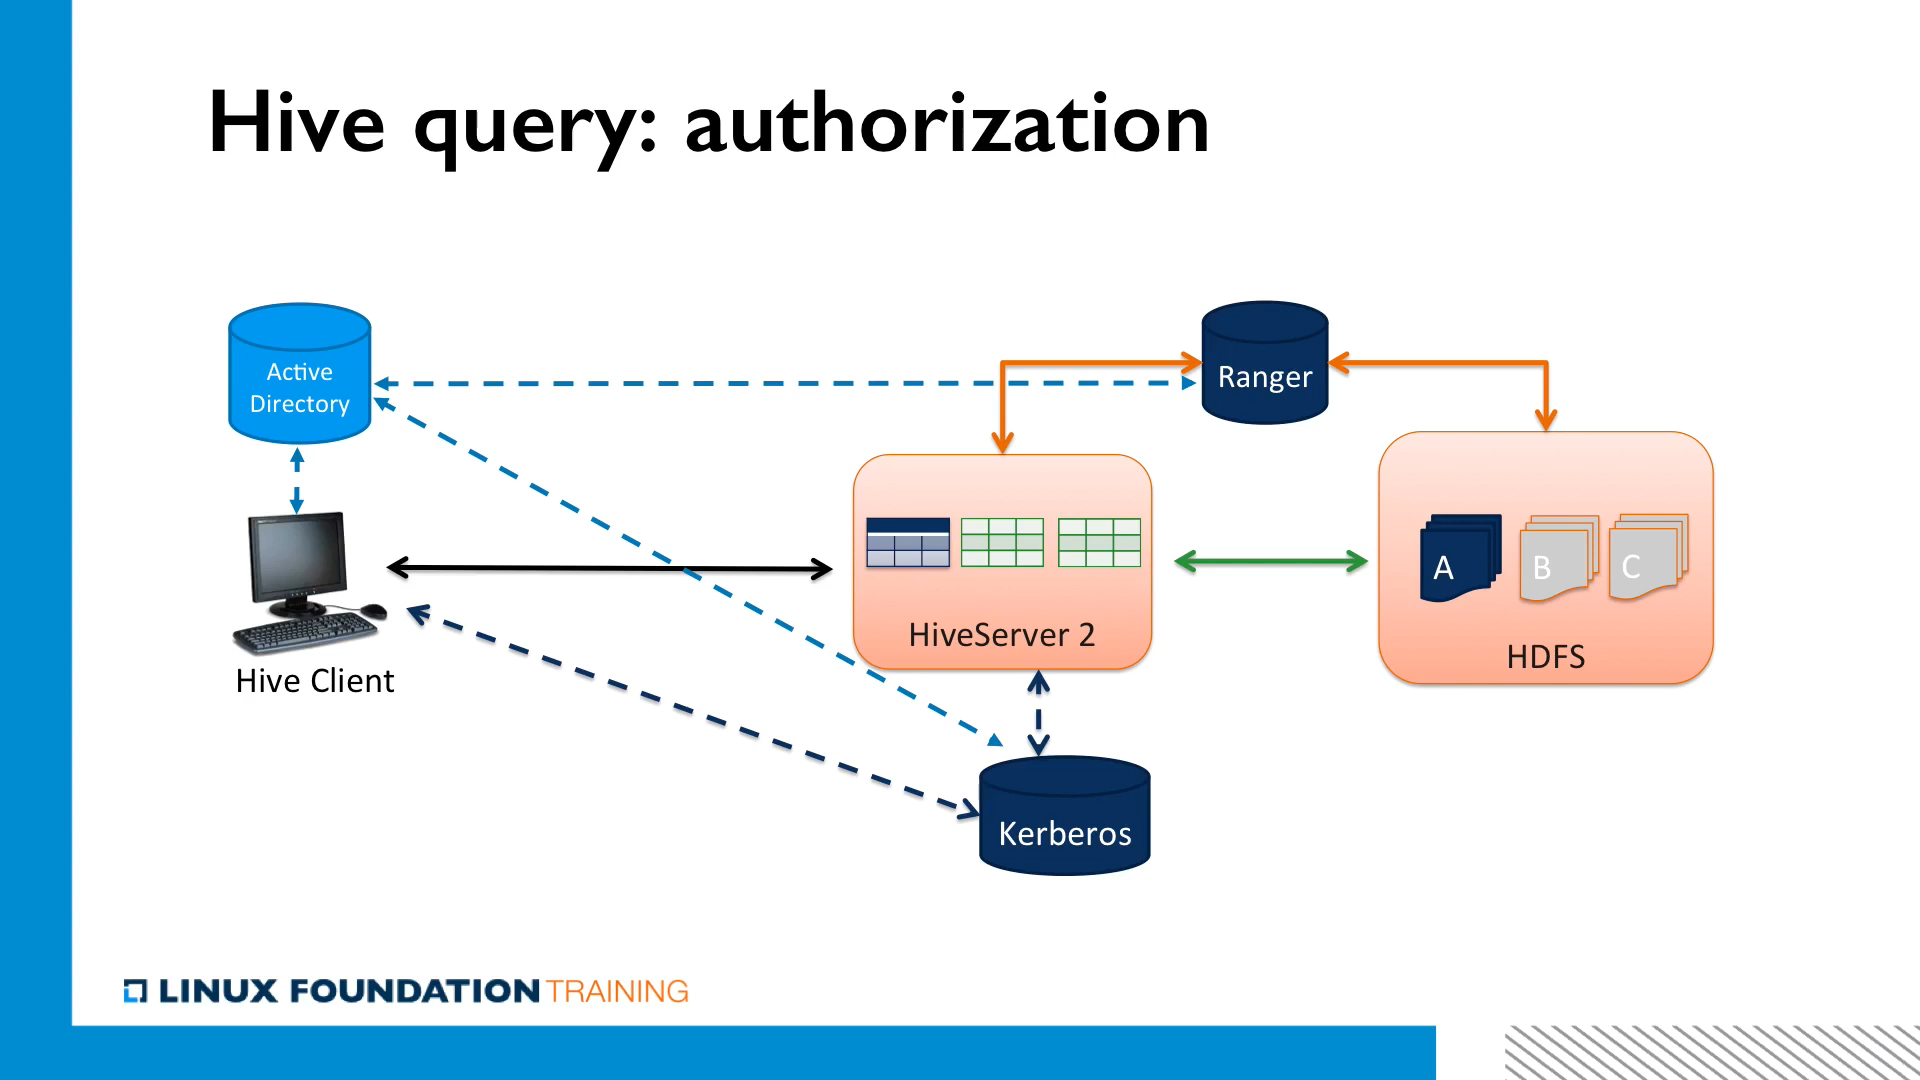 Hive query: authorization
Active
Directory
Ranger
A
B
C
HiveServer 2
HDFS
Hive Client
Kerberos
LINUX FOUNDATION TRAINING